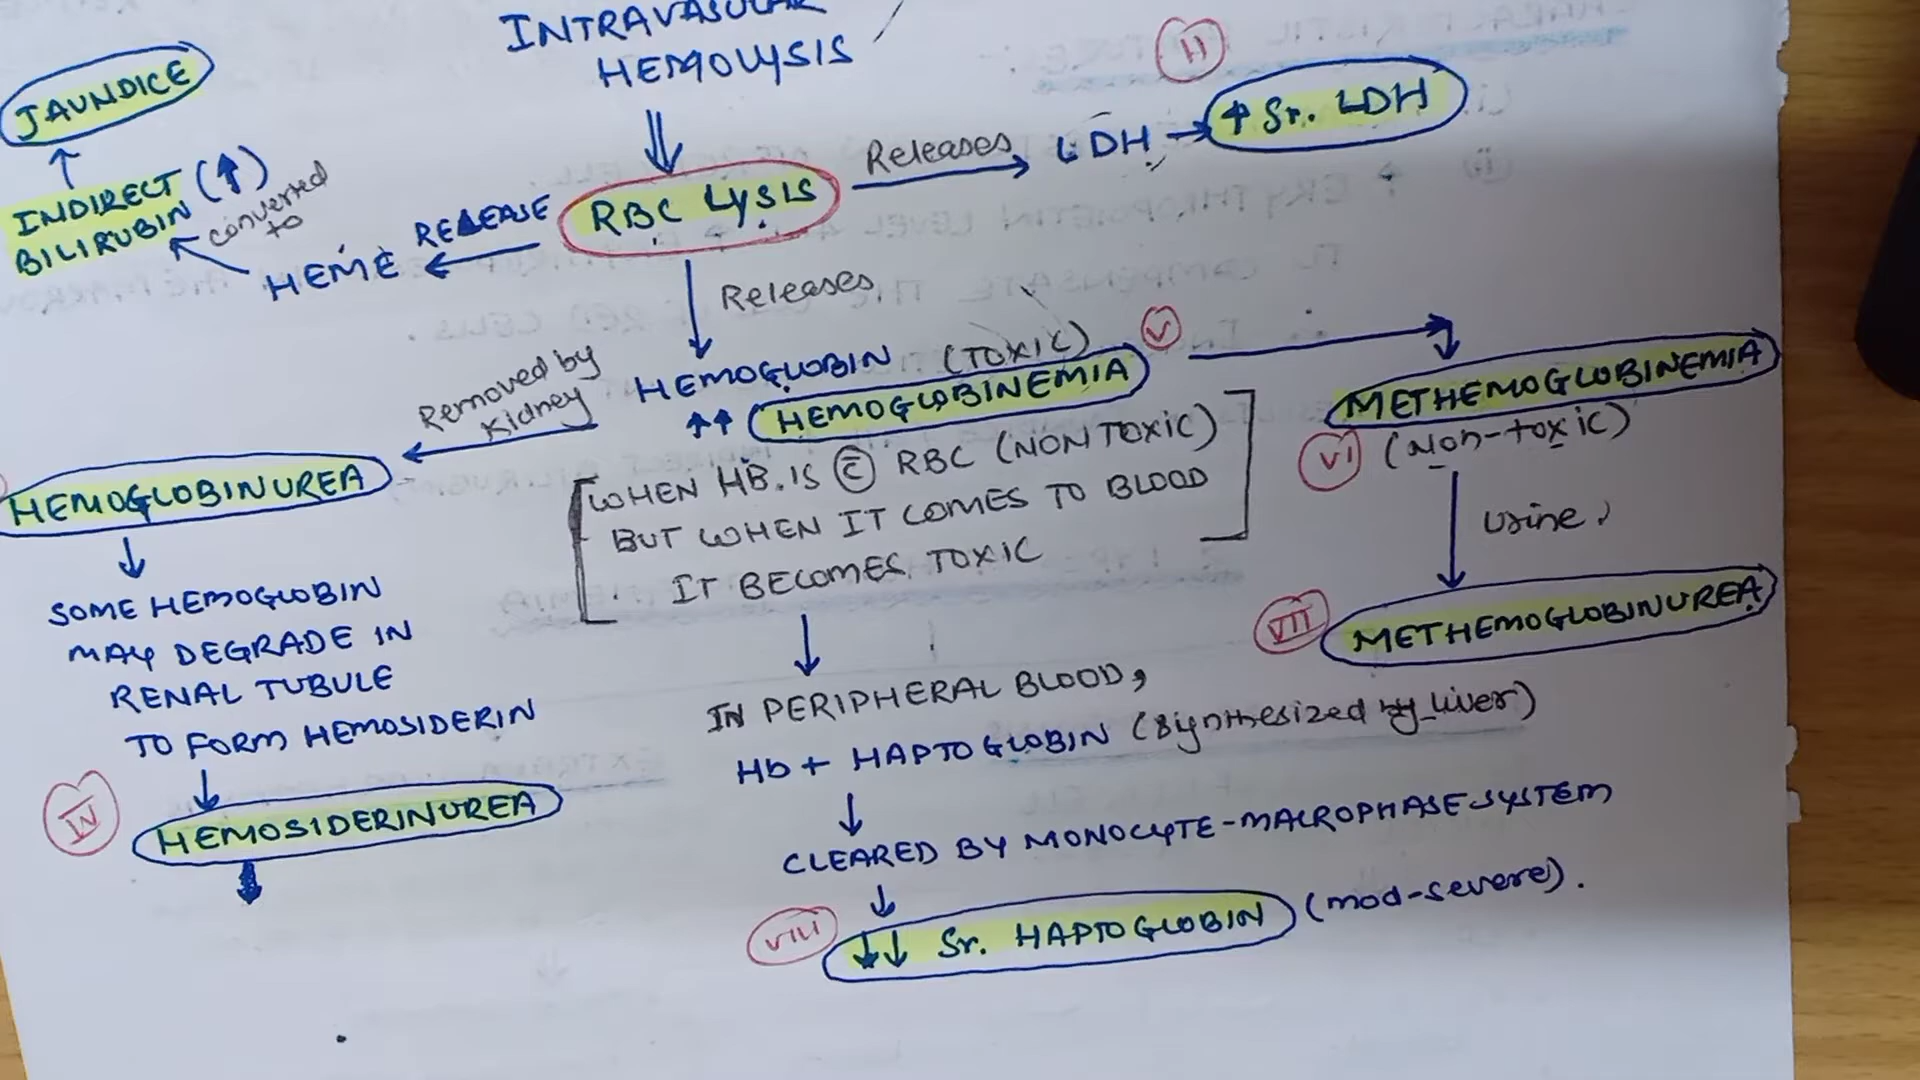 INTRAVASCULAR
HEMOLYSIS
II
JAUNDICE
↑
INDIRECT (↑)
BILIRUBIN
converted
to
HEME
RELEASE
RBC LYSIS
Releases
LDH → ↑ Sr. LDH
Releases
HEMOGLOBIN (TOXIC)
↑↑ HEMOGLOBINEMIA
V
METHEMOGLOBINEMIA
VI (Non-toxic)
urine
VII METHEMOGLOBINUREA
Removed by
Kidney
HEMOGLOBINUREA
WHEN HB. IS C̄ RBC (NON TOXIC)
BUT WHEN IT COMES TO BLOOD
IT BECOMES TOXIC
SOME HEMOGLOBIN
MAY DEGRADE IN
RENAL TUBULE
TO FORM HEMOSIDERIN
IV
HEMOSIDERINUREA
IN PERIPHERAL BLOOD,
Hb + HAPTOGLOBIN (Synthesized by Liver)
CLEARED BY MONOCYTE-MACROPHASE SYSTEM
VIII ↓↓ Sr. HAPTOGLOBIN (mod-severe).